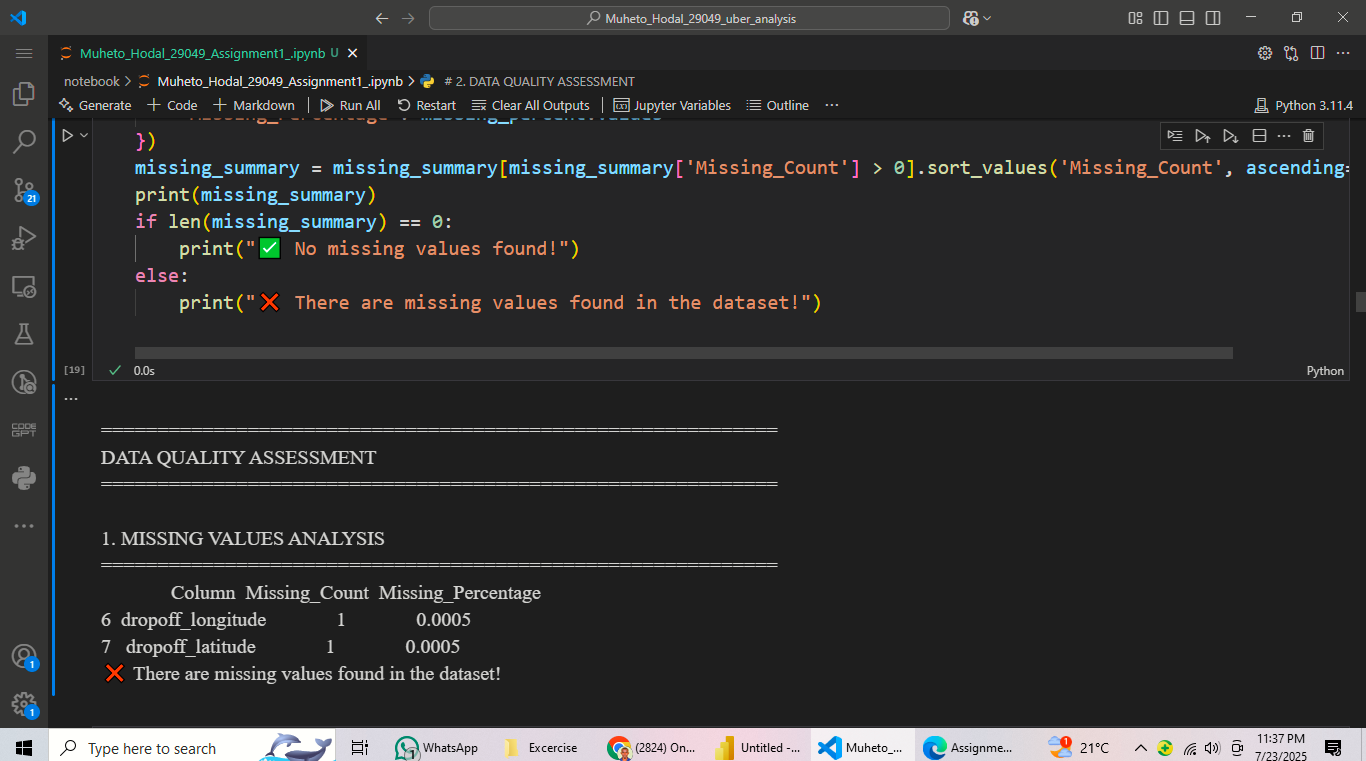 Muheto_Hodal_29049_uber_analysis
Muheto_Hodal_29049_Assignment1_.ipynb U
notebook > Muheto_Hodal_29049_Assignment1_.ipynb > # 2. DATA QUALITY ASSESSMENT
Generate + Code + Markdown Run All Restart Clear All Outputs Jupyter Variables Outline ... Python 3.11.4
})
missing_summary = missing_summary[missing_summary['Missing_Count'] > 0].sort_values('Missing_Count', ascending=
print(missing_summary)
if len(missing_summary) == 0:
print("✅ No missing values found!")
else:
print("❌ There are missing values found in the dataset!")
[19] ✓ 0.0s Python
...
============================================================
DATA QUALITY ASSESSMENT
============================================================
1. MISSING VALUES ANALYSIS
============================================================
Column Missing_Count Missing_Percentage
6 dropoff_longitude 1 0.0005
7 dropoff_latitude 1 0.0005
❌ There are missing values found in the dataset!
21
CODE
GPT
1
1
Type here to search WhatsApp Excercise (2824) On... Untitled -... Muheto_... Assignme... 1 21°C 11:37 PM
7/23/2025